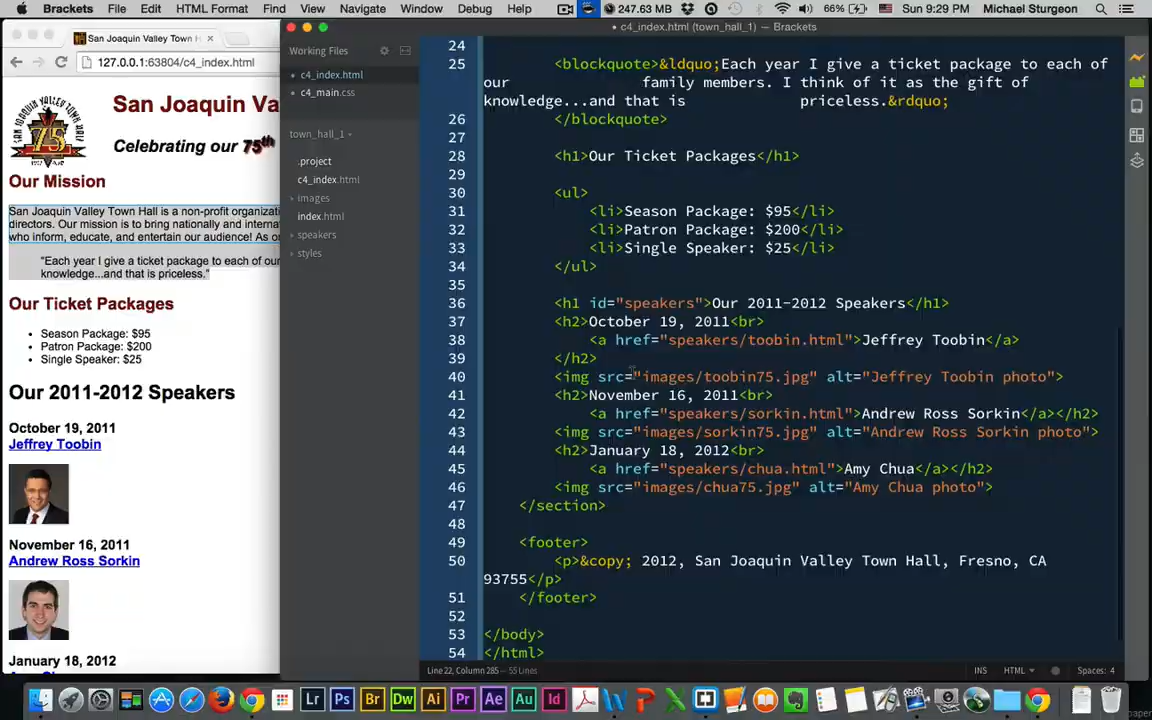 Brackets File Edit HTML Format Find View Navigate Window Debug Help 247.63 MB 66% Sun 9:29 PM Michael Sturgeon
San Joaquin Valley Town H
127.0.0.1:63804/c4_index.html
75
San Joaquin Va
Celebrating our 75th
Our Mission
San Joaquin Valley Town Hall is a non-profit organizati
directors. Our mission is to bring nationally and interna
who inform, educate, and entertain our audience! As o
"Each year I give a ticket package to each of our
knowledge...and that is priceless."
Our Ticket Packages
Season Package: $95
Patron Package: $200
Single Speaker: $25
Our 2011-2012 Speakers
October 19, 2011
Jeffrey Toobin
November 16, 2011
Andrew Ross Sorkin
January 18, 2012
c4_index.html (town_hall_1) — Brackets
Working Files
c4_index.html
c4_main.css
town_hall_1
.project
c4_index.html
images
index.html
speakers
styles
24
25 <blockquote>&ldquo;Each year I give a ticket package to each of
our family members. I think of it as the gift of
knowledge...and that is priceless.&rdquo;
26 </blockquote>
27
28 <h1>Our Ticket Packages</h1>
29
30 <ul>
31 <li>Season Package: $95</li>
32 <li>Patron Package: $200</li>
33 <li>Single Speaker: $25</li>
34 </ul>
35
36 <h1 id="speakers">Our 2011-2012 Speakers</h1>
37 <h2>October 19, 2011<br>
38 <a href="speakers/toobin.html">Jeffrey Toobin</a>
39 </h2>
40 <img src="images/toobin75.jpg" alt="Jeffrey Toobin photo">
41 <h2>November 16, 2011<br>
42 <a href="speakers/sorkin.html">Andrew Ross Sorkin</a></h2>
43 <img src="images/sorkin75.jpg" alt="Andrew Ross Sorkin photo">
44 <h2>January 18, 2012<br>
45 <a href="speakers/chua.html">Amy Chua</a></h2>
46 <img src="images/chua75.jpg" alt="Amy Chua photo">
47 </section>
48
49 <footer>
50 <p>&copy; 2012, San Joaquin Valley Town Hall, Fresno, CA
93755</p>
51 </footer>
52
53 </body>
54 </html>
Line 22, Column 285 — 55 Lines INS HTML Spaces: 4
Lr Ps Br Dw Ai Pr Ae Au Id